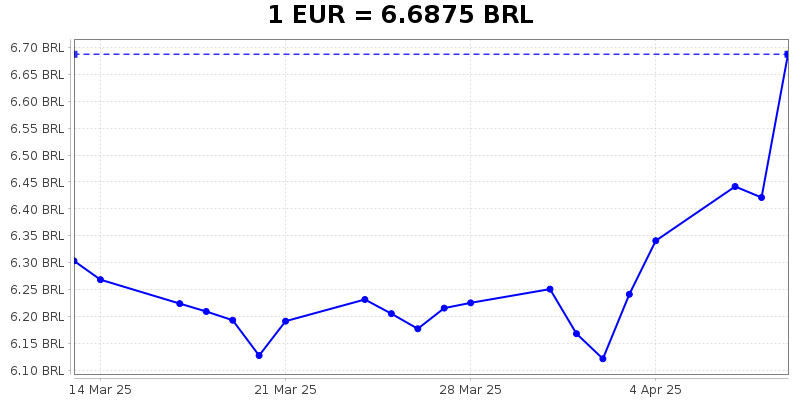 1 EUR = 6.6875 BRL
6.70 BRL
6.65 BRL
6.60 BRL
6.55 BRL
6.50 BRL
6.45 BRL
6.40 BRL
6.35 BRL
6.30 BRL
6.25 BRL
6.20 BRL
6.15 BRL
6.10 BRL
14 Mar 25 21 Mar 25 28 Mar 25 4 Apr 25